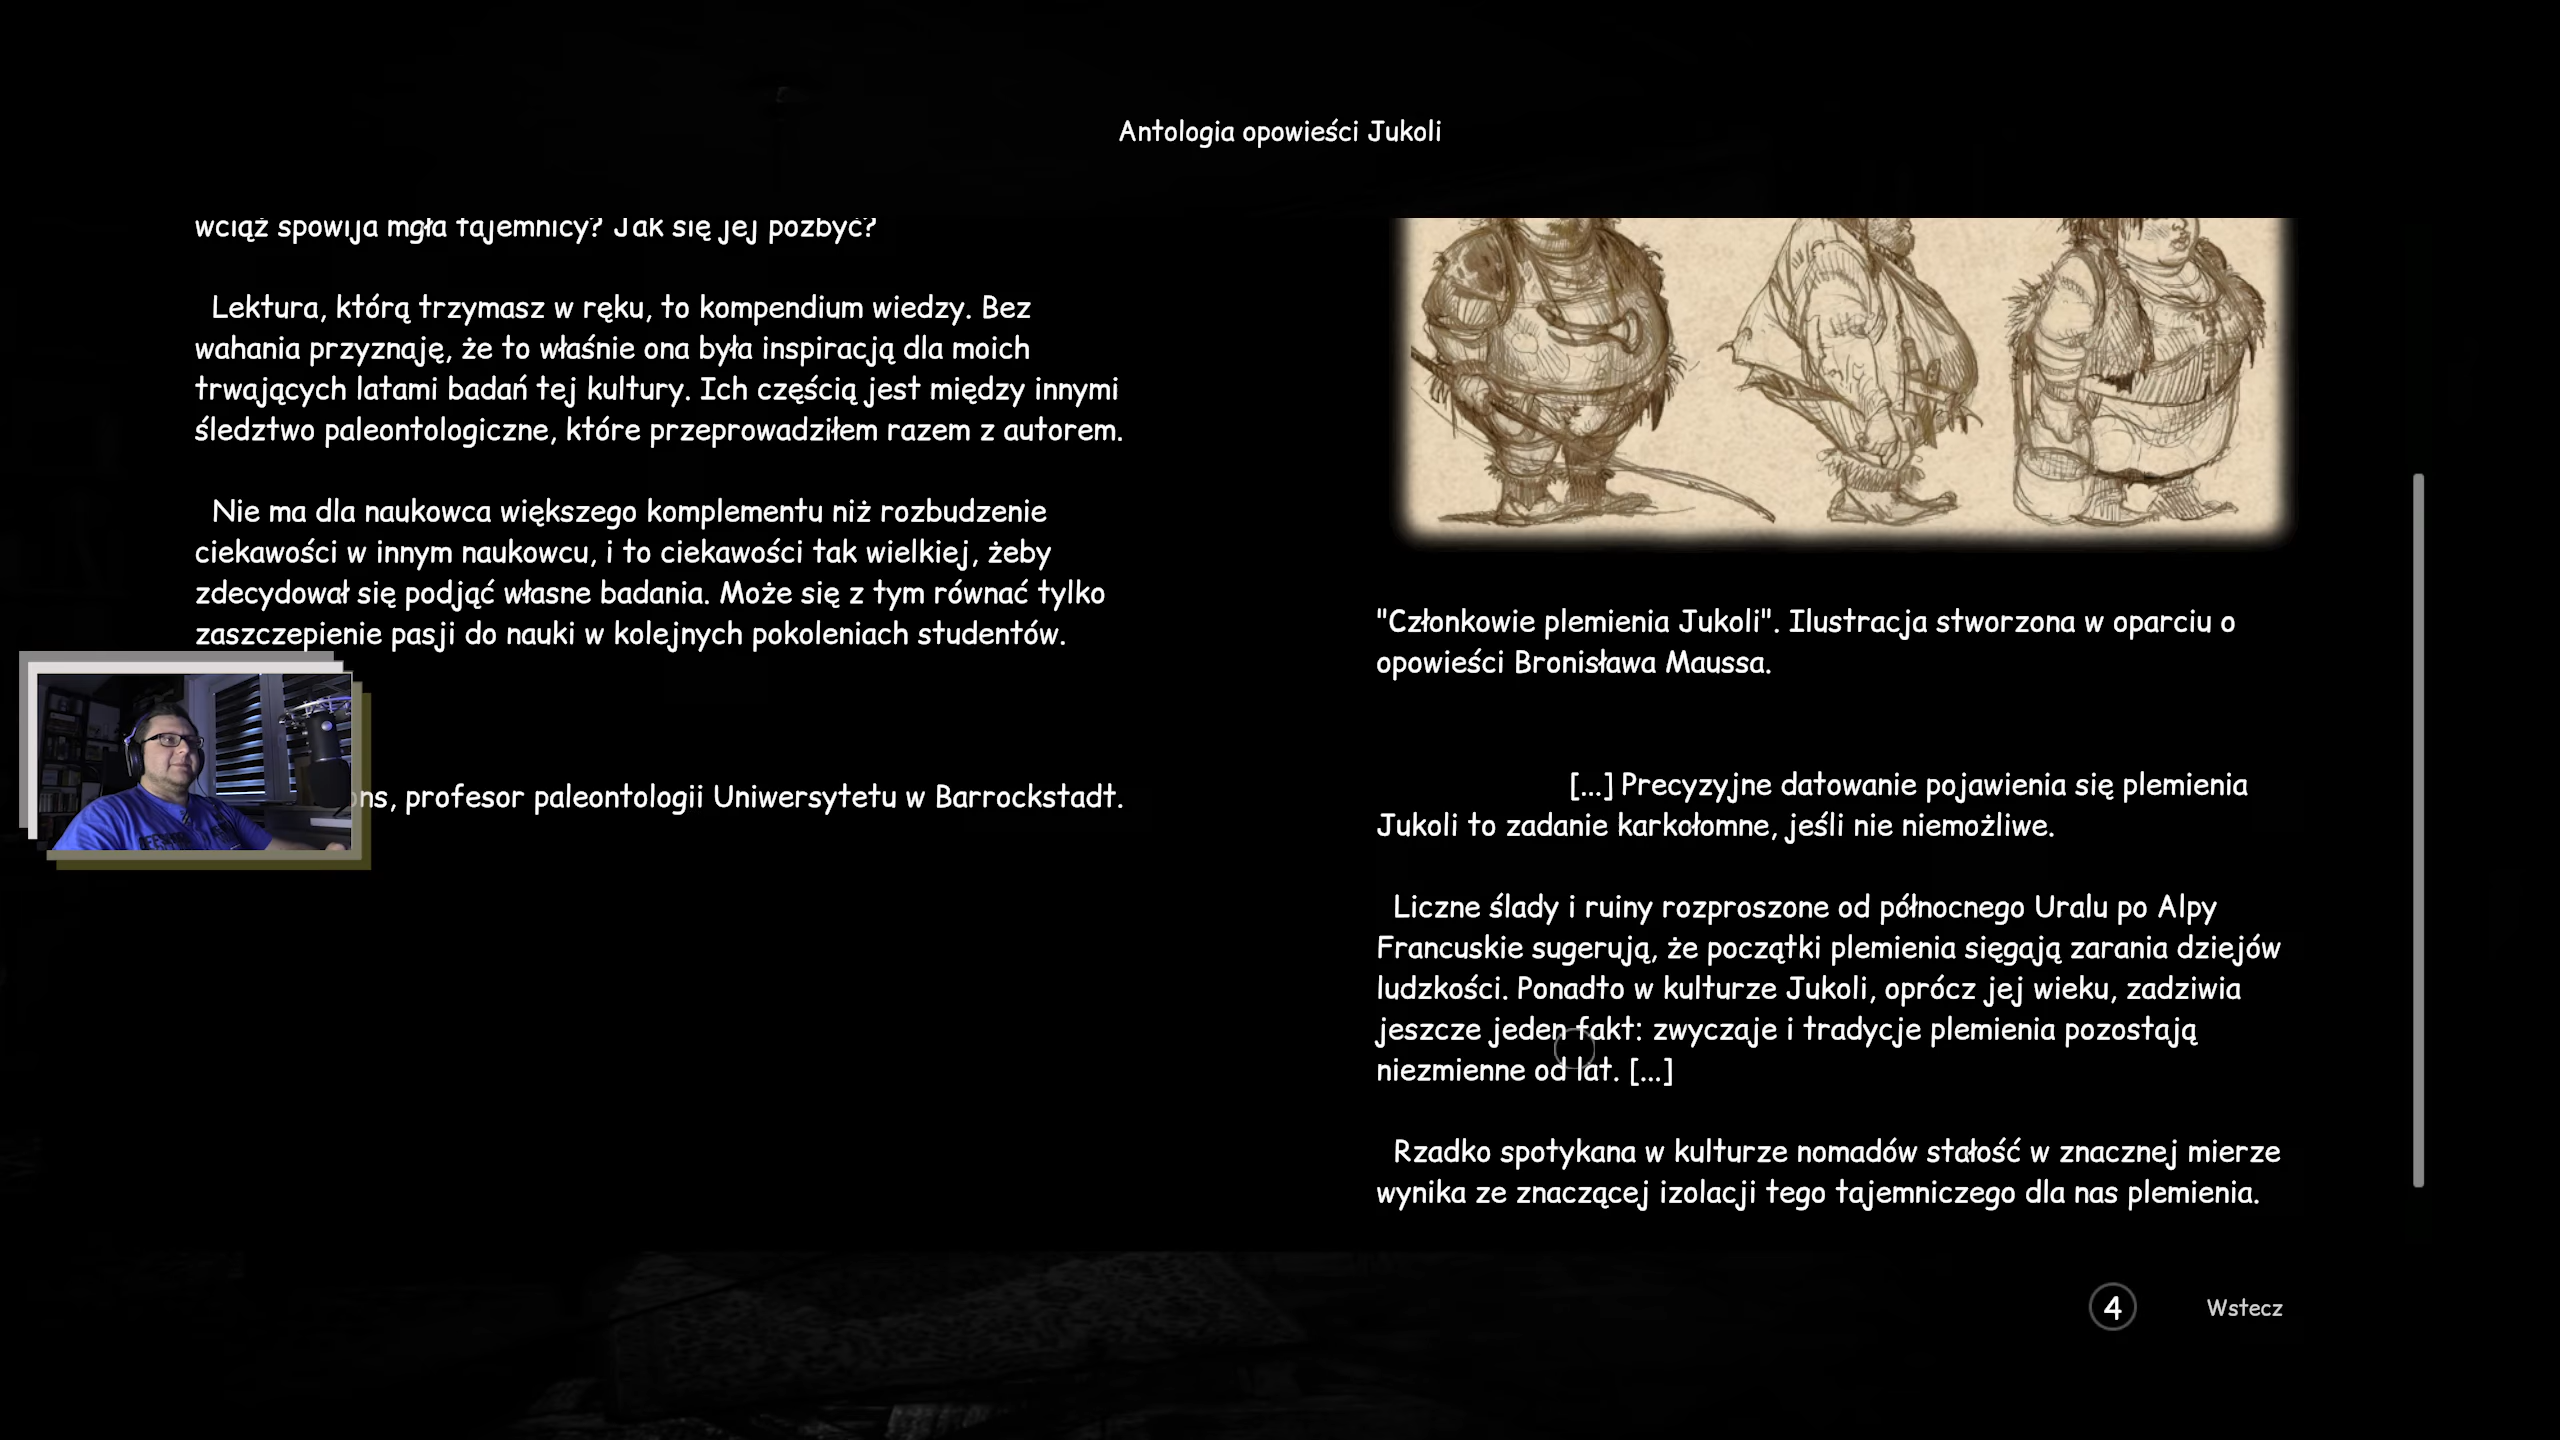 Antologia opowieści Jukoli
wciąż spowija mgła tajemnicy? Jak się jej pozbyć?
Lektura, którą trzymasz w ręku, to kompendium wiedzy. Bez
wahania przyznaję, że to właśnie ona była inspiracją dla moich
trwających latami badań tej kultury. Ich częścią jest między innymi
śledztwo paleontologiczne, które przeprowadziłem razem z autorem.
Nie ma dla naukowca większego komplementu niż rozbudzenie
ciekawości w innym naukowcu, i to ciekawości tak wielkiej, żeby
zdecydował się podjąć własne badania. Może się z tym równać tylko
zaszczepienie pasji do nauki w kolejnych pokoleniach studentów.
profesor paleontologii Uniwersytetu w Barrockstadt.
"Członkowie plemienia Jukoli". Ilustracja stworzona w oparciu o
opowieści Bronisława Maussa.
[...] Precyzyjne datowanie pojawienia się plemienia
Jukoli to zadanie karkołomne, jeśli nie niemożliwe.
Liczne ślady i ruiny rozproszone od północnego Uralu po Alpy
Francuskie sugerują, że początki plemienia sięgają zarania dziejów
ludzkości. Ponadto w kulturze Jukoli, oprócz jej wieku, zadziwia
jeszcze jeden fakt: zwyczaje i tradycje plemienia pozostają
niezmienne od lat. [...]
Rzadko spotykana w kulturze nomadów stałość w znacznej mierze
wynika ze znaczącej izolacji tego tajemniczego dla nas plemienia.
4 Wstecz